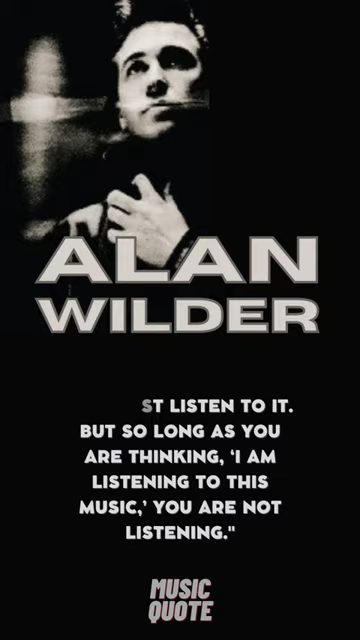 ALAN
WILDER
ST LISTEN TO IT.
BUT SO LONG AS YOU
ARE THINKING, ‘I AM
LISTENING TO THIS
MUSIC,’ YOU ARE NOT
LISTENING."
MUSIC
QUOTE